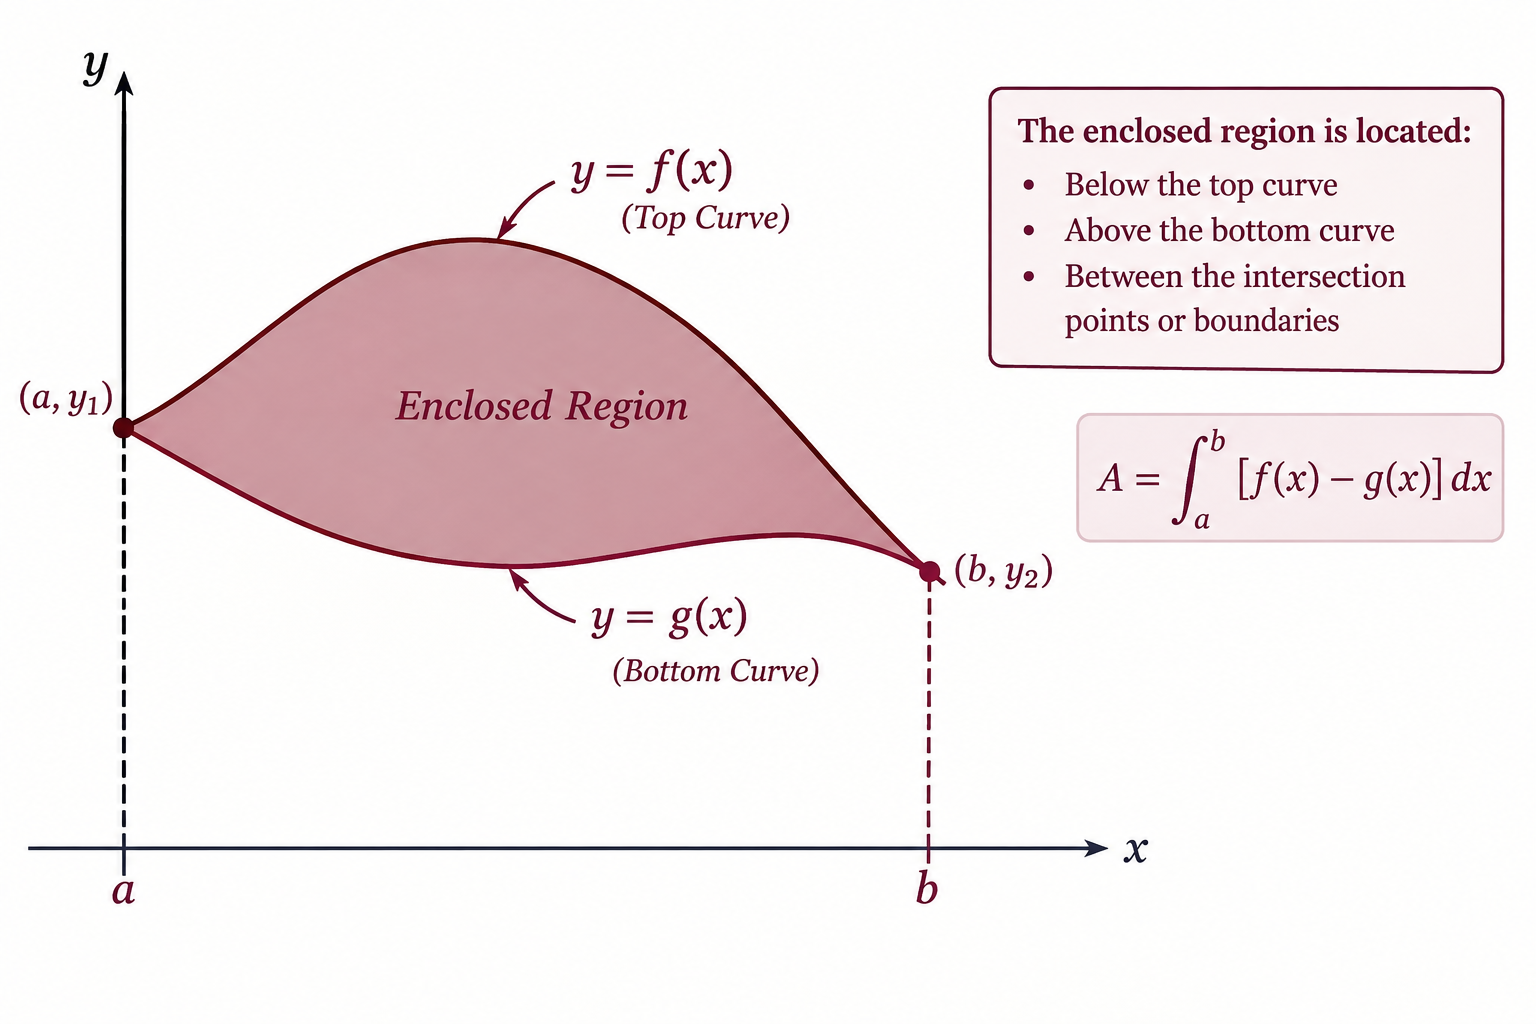 y
y = f(x)
(Top Curve)
The enclosed region is located:
• Below the top curve
• Above the bottom curve
• Between the intersection
points or boundaries
(a, y₁)
Enclosed Region
A = ∫ₐᵇ [f(x) − g(x)] dx
(b, y₂)
y = g(x)
(Bottom Curve)
x
a
b